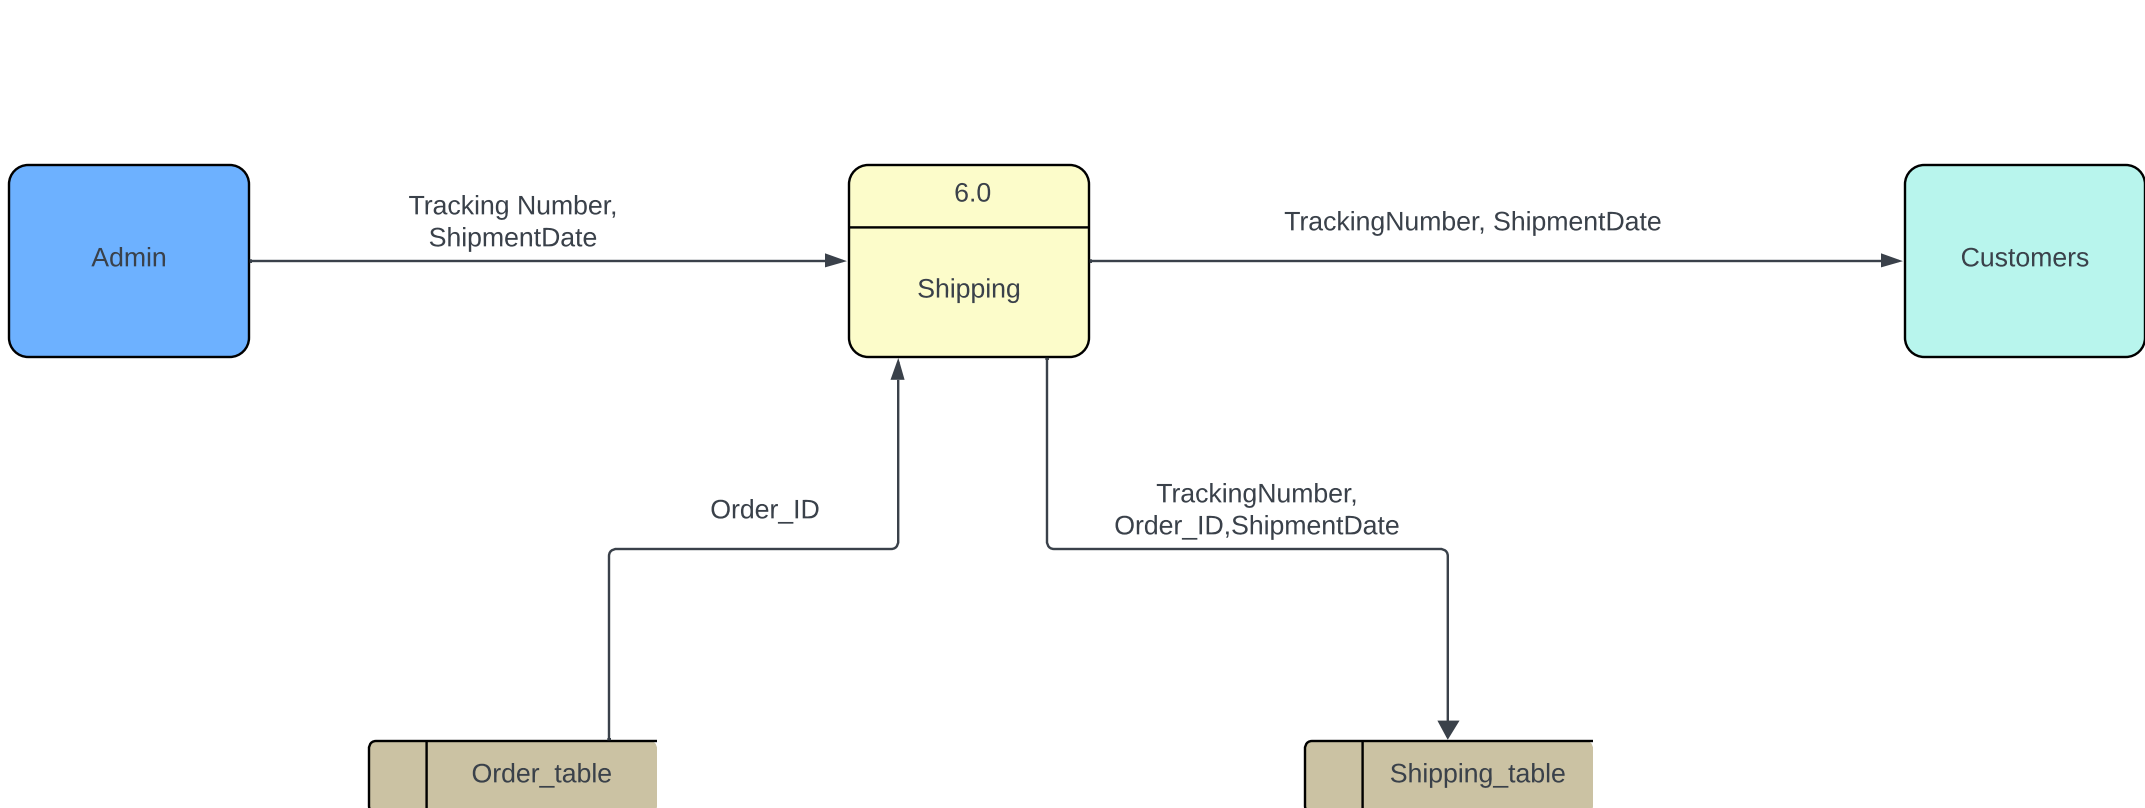 Admin
Tracking Number,
ShipmentDate
6.0
Shipping
TrackingNumber, ShipmentDate
Customers
Order_ID
TrackingNumber,
Order_ID,ShipmentDate
Order_table
Shipping_table